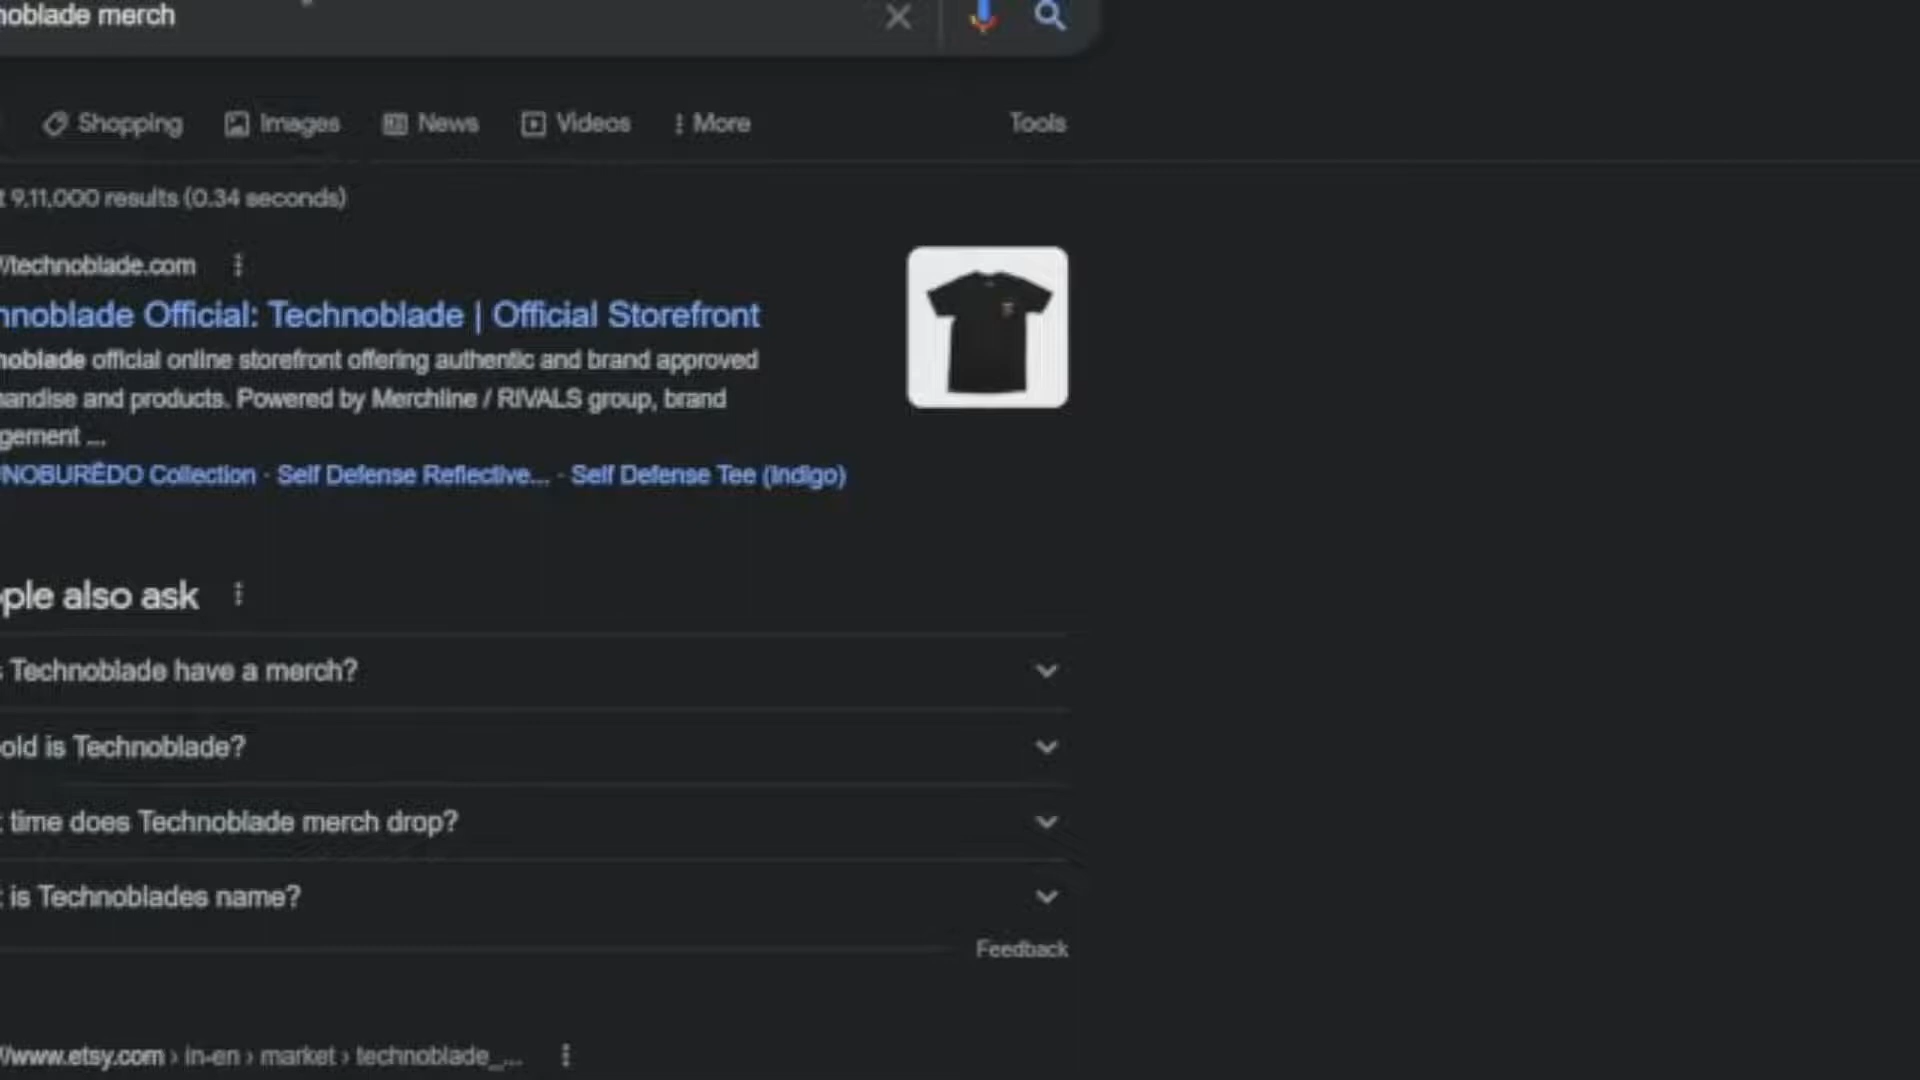 noblade merch
Shopping Images News Videos More Tools
t 9,11,000 results (0.34 seconds)
//technoblade.com
hnoblade Official: Technoblade | Official Storefront
noblade official online storefront offering authentic and brand approved
andise and products. Powered by Merchline / RIVALS group, brand
gement ...
NOBURĒDO Collection · Self Defense Reflective... · Self Defense Tee (Indigo)
ple also ask
s Technoblade have a merch?
old is Technoblade?
t time does Technoblade merch drop?
t is Technoblades name?
Feedback
//www.etsy.com › in-en › market › technoblade_...